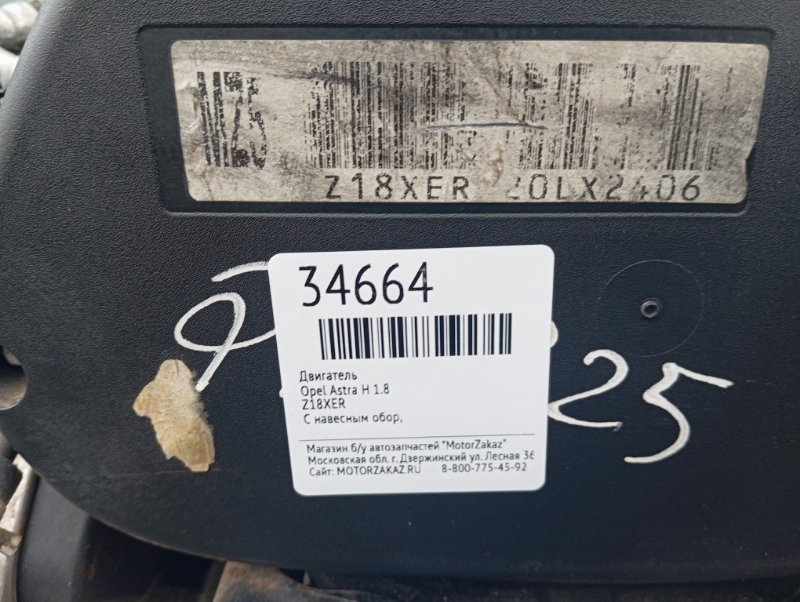 Z18XER 20LX2406
34664
Двигатель
Opel Astra H 1.8
Z18XER
С навесным обор,
Магазин б/у автозапчастей "MotorZakaz"
Московская обл. г. Дзержинский ул. Лесная 36
Сайт: MOTORZAKAZ.RU 8-800-775-45-92
25